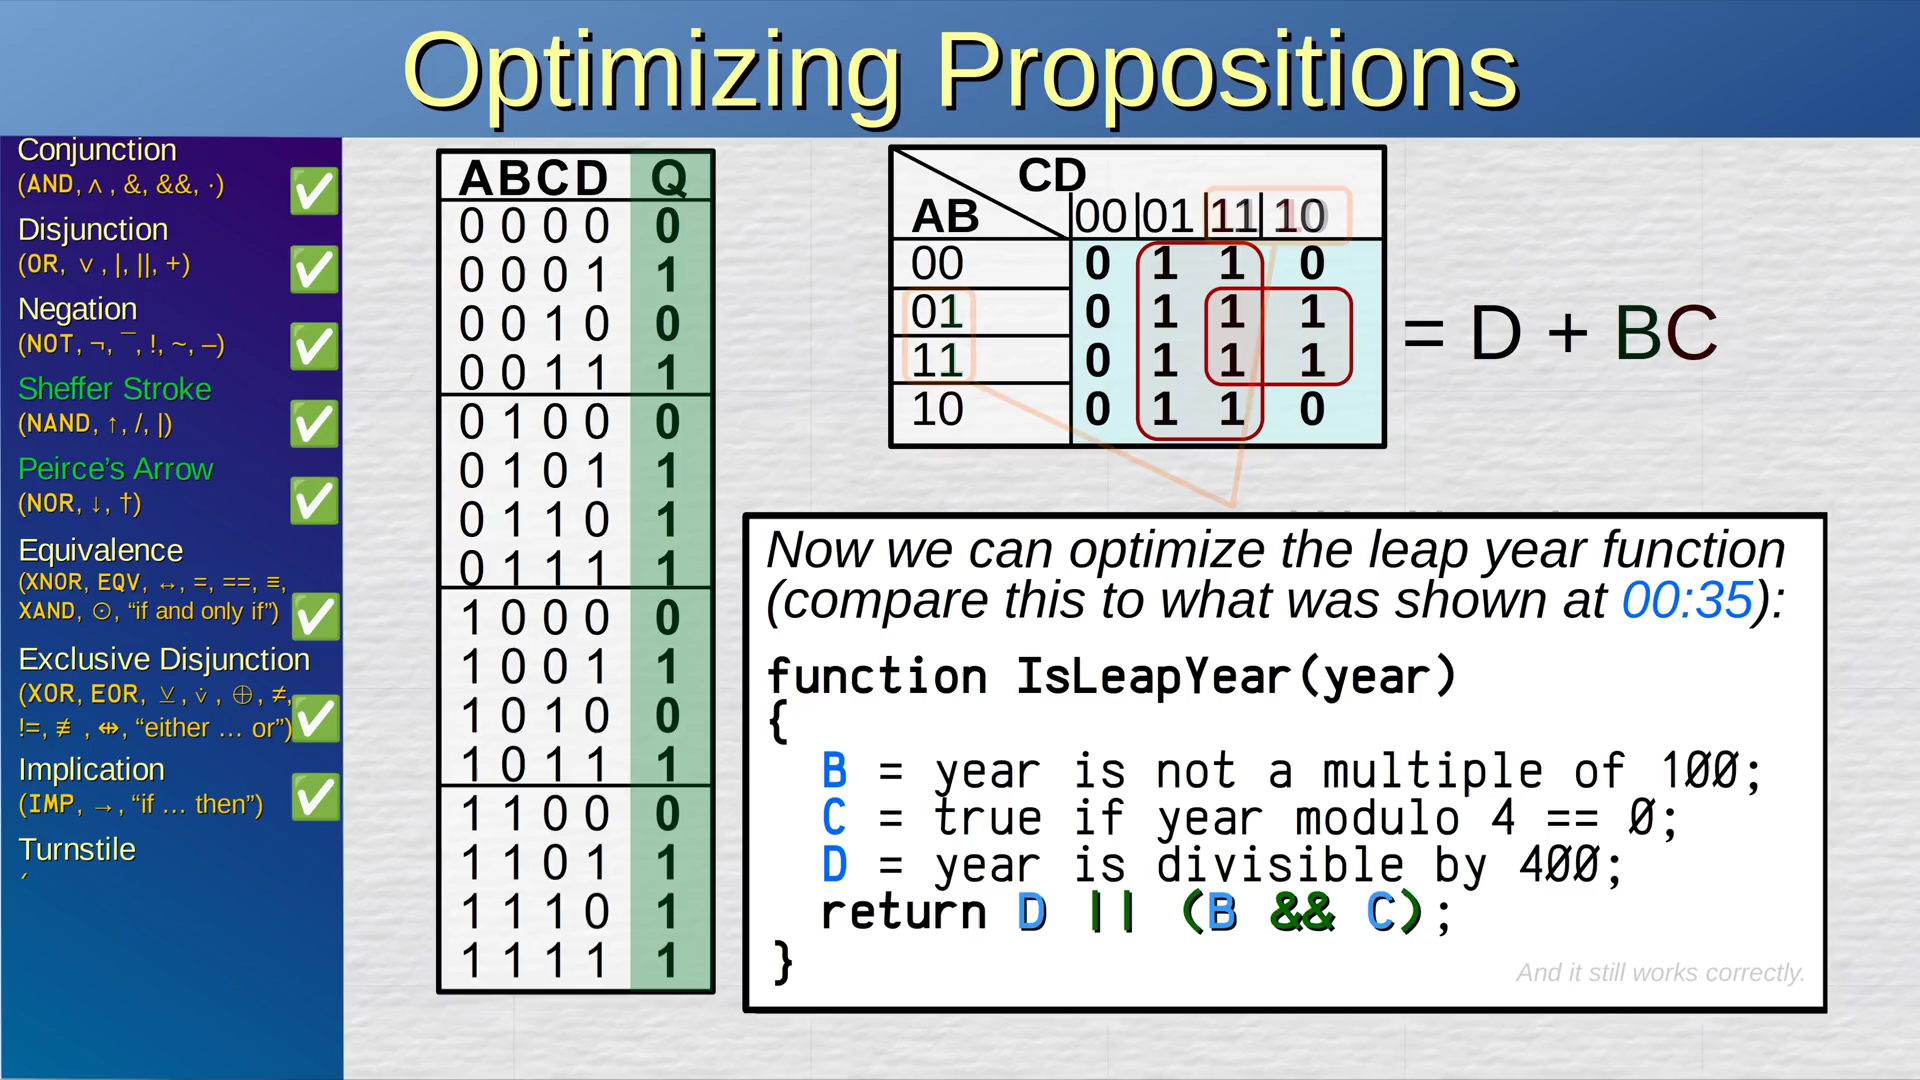 Optimizing Propositions
Conjunction
(AND, ∧, &, &&, ·)
Disjunction
(OR, ∨, |, ||, +)
Negation
(NOT, ¬, ‾, !, ~, –)
Sheffer Stroke
(NAND, ↑, /, |)
Peirce’s Arrow
(NOR, ↓, †)
Equivalence
(XNOR, EQV, ↔, =, ==, ≡,
XAND, ⊙, “if and only if”)
Exclusive Disjunction
(XOR, EOR, ⊻, v̇, ⊕, ≠,
!=, ≢, ⇹, “either … or”)
Implication
(IMP, →, “if … then”)
Turnstile
A B C D Q
0 0 0 0 0
0 0 0 1 1
0 0 1 0 0
0 0 1 1 1
0 1 0 0 0
0 1 0 1 1
0 1 1 0 1
0 1 1 1 1
1 0 0 0 0
1 0 0 1 1
1 0 1 0 0
1 0 1 1 1
1 1 0 0 0
1 1 0 1 1
1 1 1 0 1
1 1 1 1 1
CD
AB 00 01 11 10
00 0 1 1 0
01 0 1 1 1
11 0 1 1 1
10 0 1 1 0
= D + BC
Now we can optimize the leap year function
(compare this to what was shown at 00:35):
function IsLeapYear(year)
{
B = year is not a multiple of 100;
C = true if year modulo 4 == 0;
D = year is divisible by 400;
return D || (B && C);
}
And it still works correctly.